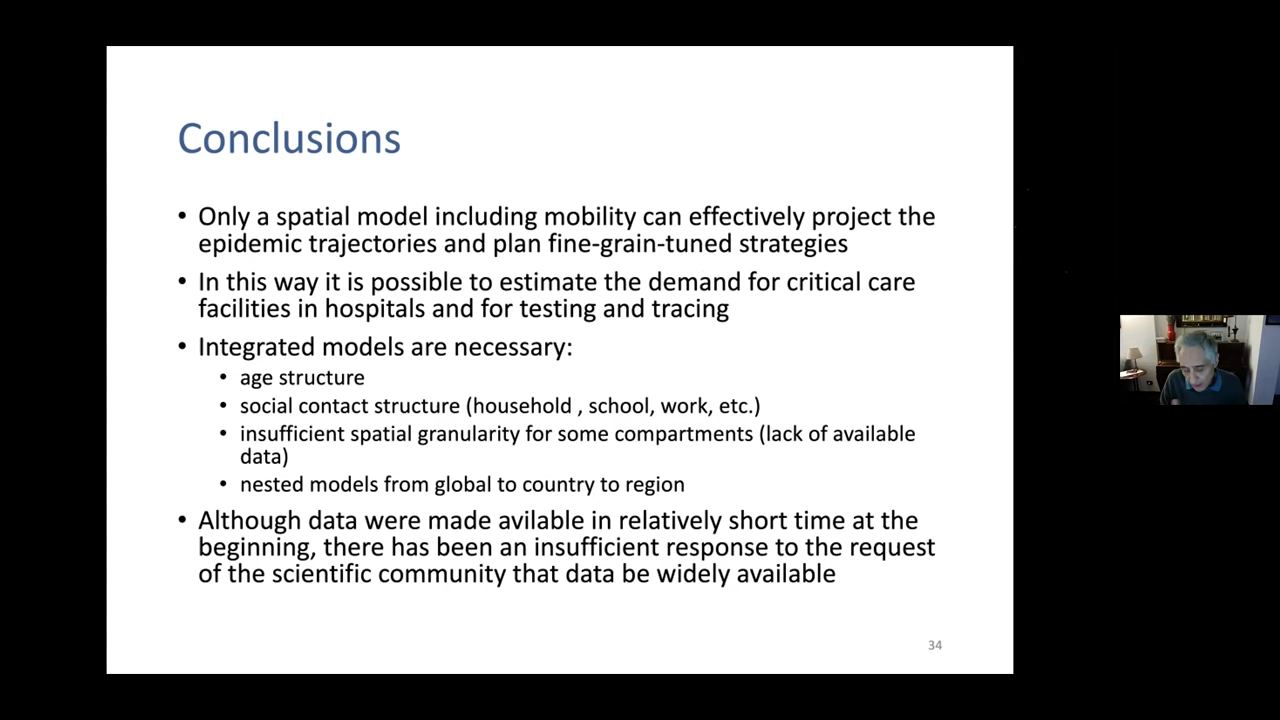 Conclusions
• Only a spatial model including mobility can effectively project the
epidemic trajectories and plan fine-grain-tuned strategies
• In this way it is possible to estimate the demand for critical care
facilities in hospitals and for testing and tracing
• Integrated models are necessary:
• age structure
• social contact structure (household , school, work, etc.)
• insufficient spatial granularity for some compartments (lack of available
data)
• nested models from global to country to region
• Although data were made avilable in relatively short time at the
beginning, there has been an insufficient response to the request
of the scientific community that data be widely available
34